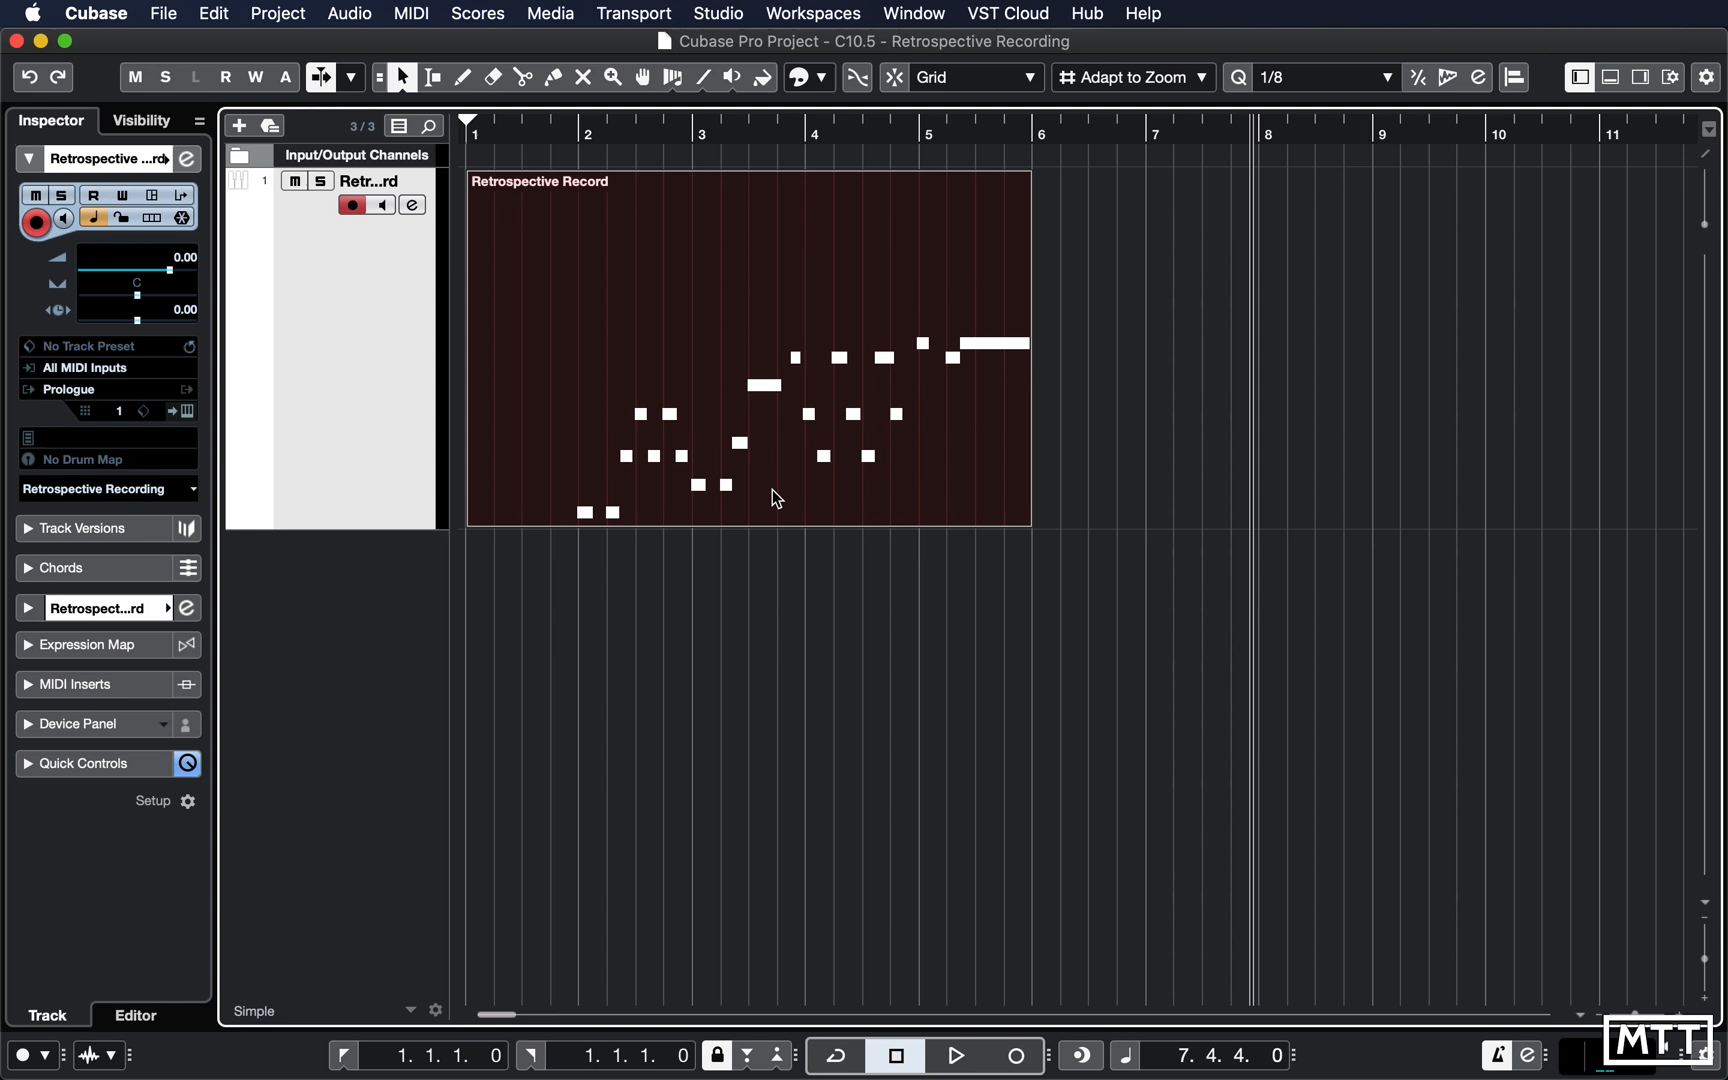 Cubase File Edit Project Audio MIDI Scores Media Transport Studio Workspaces Window VST Cloud Hub Help
Cubase Pro Project - C10.5 - Retrospective Recording
M S L R W A Grid Adapt to Zoom Q 1/8
Inspector Visibility
3 / 3
1 2 3 4 5 6 7 8 9 10 11
Retrospective ...rd
Input/Output Channels
1 m S Retr...rd
Retrospective Record
m S R W
0.00
C
0.00
No Track Preset
All MIDI Inputs
Prologue
1
No Drum Map
Retrospective Recording
Track Versions
Chords
Retrospect...rd
Expression Map
MIDI Inserts
Device Panel
Quick Controls
Setup
Simple
Track Editor
1. 1. 1. 0 1. 1. 1. 0 7. 4. 4. 0
MTT